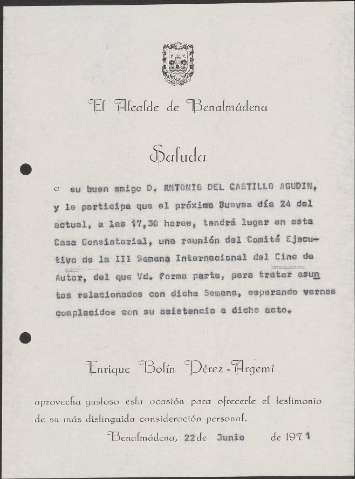 El Alcalde de Benalmádena
Saluda
a su buen amigo D. ANTONIO DEL CASTILLO AGUDIN,
y le participa que el próximo Jueves día 24 del
actual, a las 17,30 horas, tendrá lugar en esta
Casa Consistorial, una reunión del Comité Ejecu-
tivo de la III Semana Internacional del Cine de
Autor, del que Vd. forma parte, para tratar asun
tos relacionados con dicha Semana, esperando vernos
complacidos con su asistencia a dicho acto.
Enrique Bolín Pérez-Argemí
aprovecha gustoso esta ocasión para ofrecerle el testimonio
de su más distinguida consideración personal.
Benalmádena, 22 de Junio de 1971